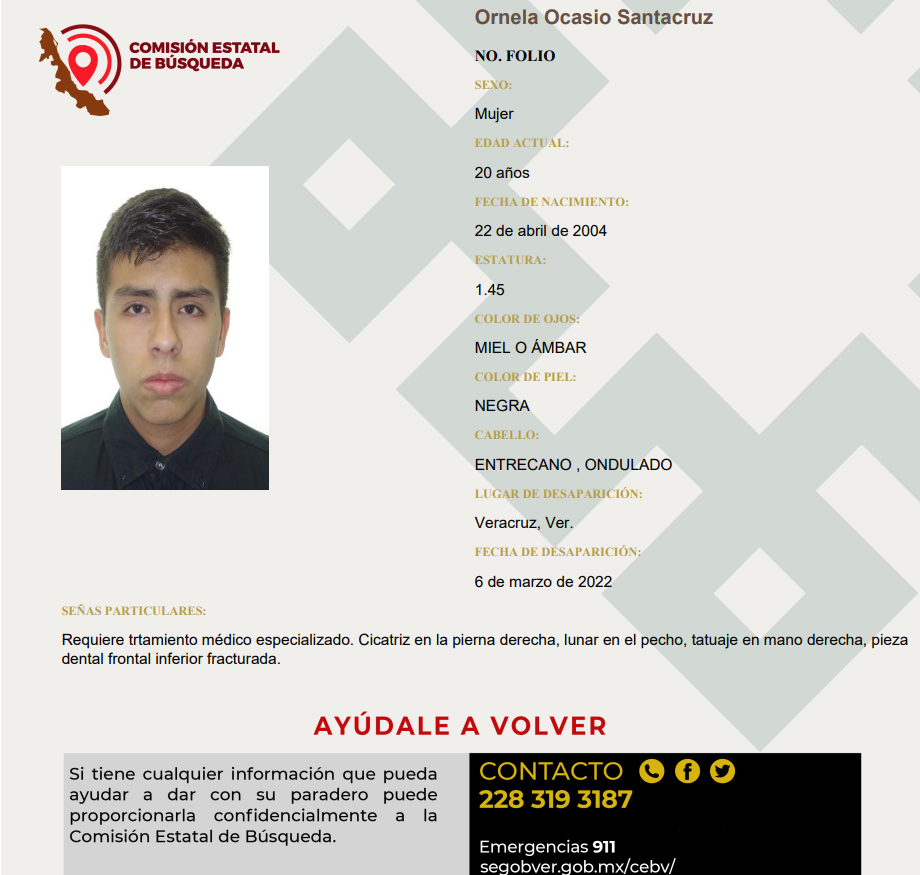 COMISIÓN ESTATAL
DE BÚSQUEDA
Ornela Ocasio Santacruz
NO. FOLIO
SEXO:
Mujer
EDAD ACTUAL:
20 años
FECHA DE NACIMIENTO:
22 de abril de 2004
ESTATURA:
1.45
COLOR DE OJOS:
MIEL O ÁMBAR
COLOR DE PIEL:
NEGRA
CABELLO:
ENTRECANO , ONDULADO
LUGAR DE DESAPARICIÓN:
Veracruz, Ver.
FECHA DE DESAPARICIÓN:
6 de marzo de 2022
SEÑAS PARTICULARES:
Requiere trtamiento médico especializado. Cicatriz en la pierna derecha, lunar en el pecho, tatuaje en mano derecha, pieza
dental frontal inferior fracturada.
AYÚDALE A VOLVER
Si tiene cualquier información que pueda
ayudar a dar con su paradero puede
proporcionarla confidencialmente a la
Comisión Estatal de Búsqueda.
CONTACTO
228 319 3187
Emergencias 911
segobver.gob.mx/cebv/